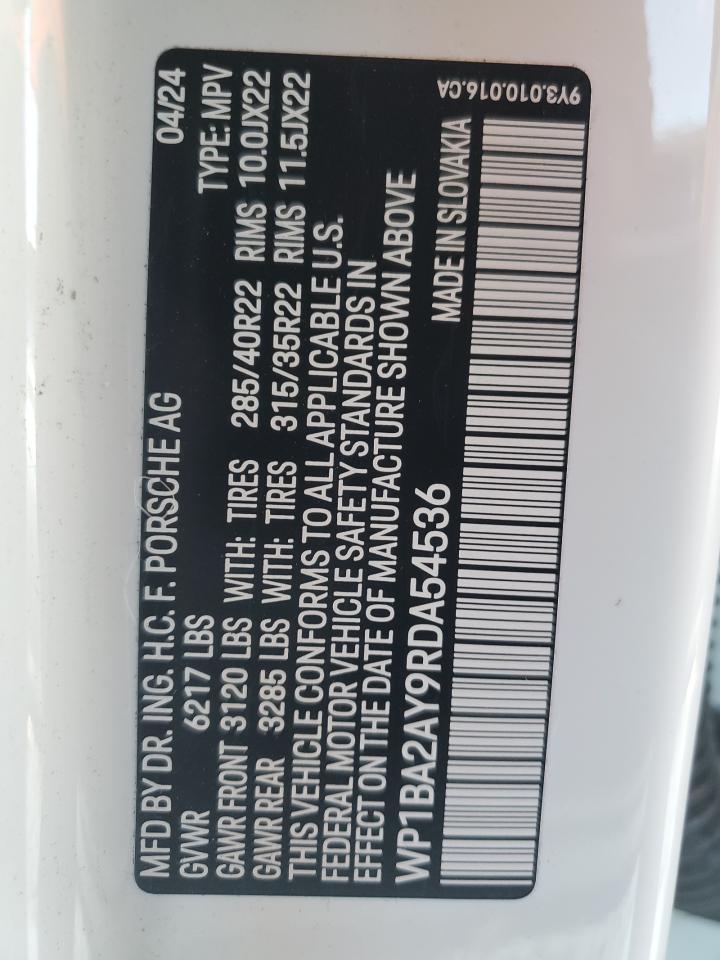 MFD BY DR. ING. H.C. F. PORSCHE AG 04/24
GVWR 6217 LBS TYPE: MPV
GAWR FRONT 3120 LBS WITH: TIRES 285/40R22 RIMS 10.0JX22
GAWR REAR 3285 LBS WITH: TIRES 315/35R22 RIMS 11.5JX22
THIS VEHICLE CONFORMS TO ALL APPLICABLE U.S.
FEDERAL MOTOR VEHICLE SAFETY STANDARDS IN
EFFECT ON THE DATE OF MANUFACTURE SHOWN ABOVE
WP1BA2AY9RDA54536
MADE IN SLOVAKIA
9Y3.010.016.CA